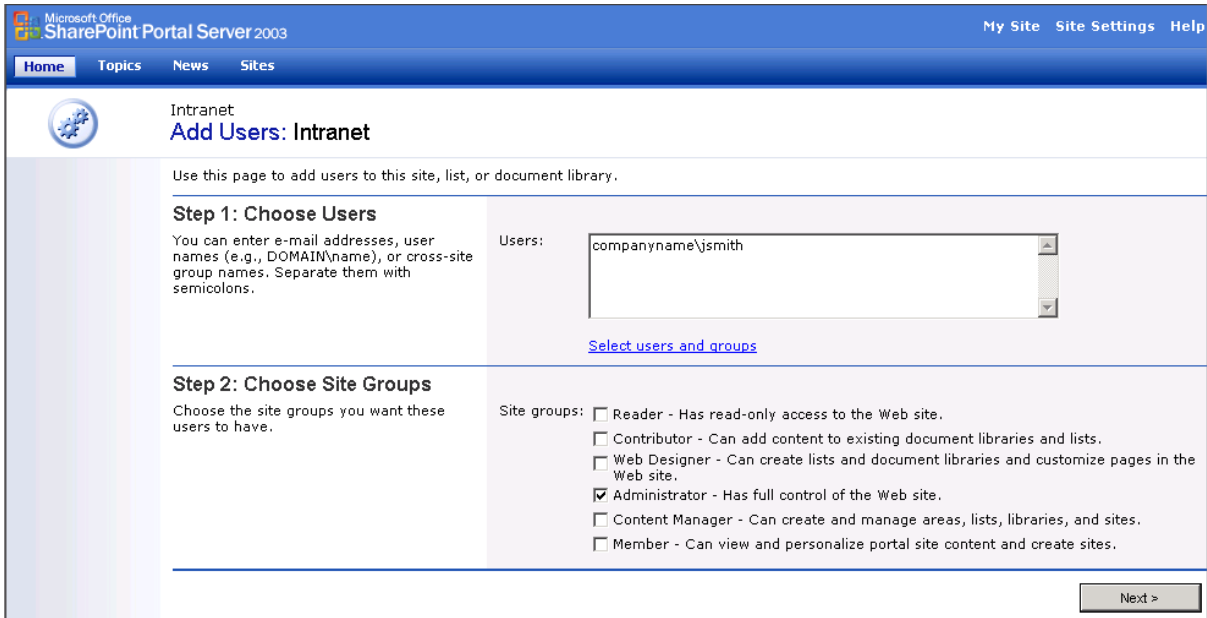 Microsoft Office
SharePoint Portal Server 2003
My Site Site Settings Help
Home Topics News Sites
Intranet
Add Users: Intranet
Use this page to add users to this site, list, or document library.
Step 1: Choose Users
You can enter e-mail addresses, user
names (e.g., DOMAIN\name), or cross-site
group names. Separate them with
semicolons.
Users:
companyname\jsmith
Select users and groups
Step 2: Choose Site Groups
Choose the site groups you want these
users to have.
Site groups:
Reader - Has read-only access to the Web site.
Contributor - Can add content to existing document libraries and lists.
Web Designer - Can create lists and document libraries and customize pages in the
Web site.
Administrator - Has full control of the Web site.
Content Manager - Can create and manage areas, lists, libraries, and sites.
Member - Can view and personalize portal site content and create sites.
Next >